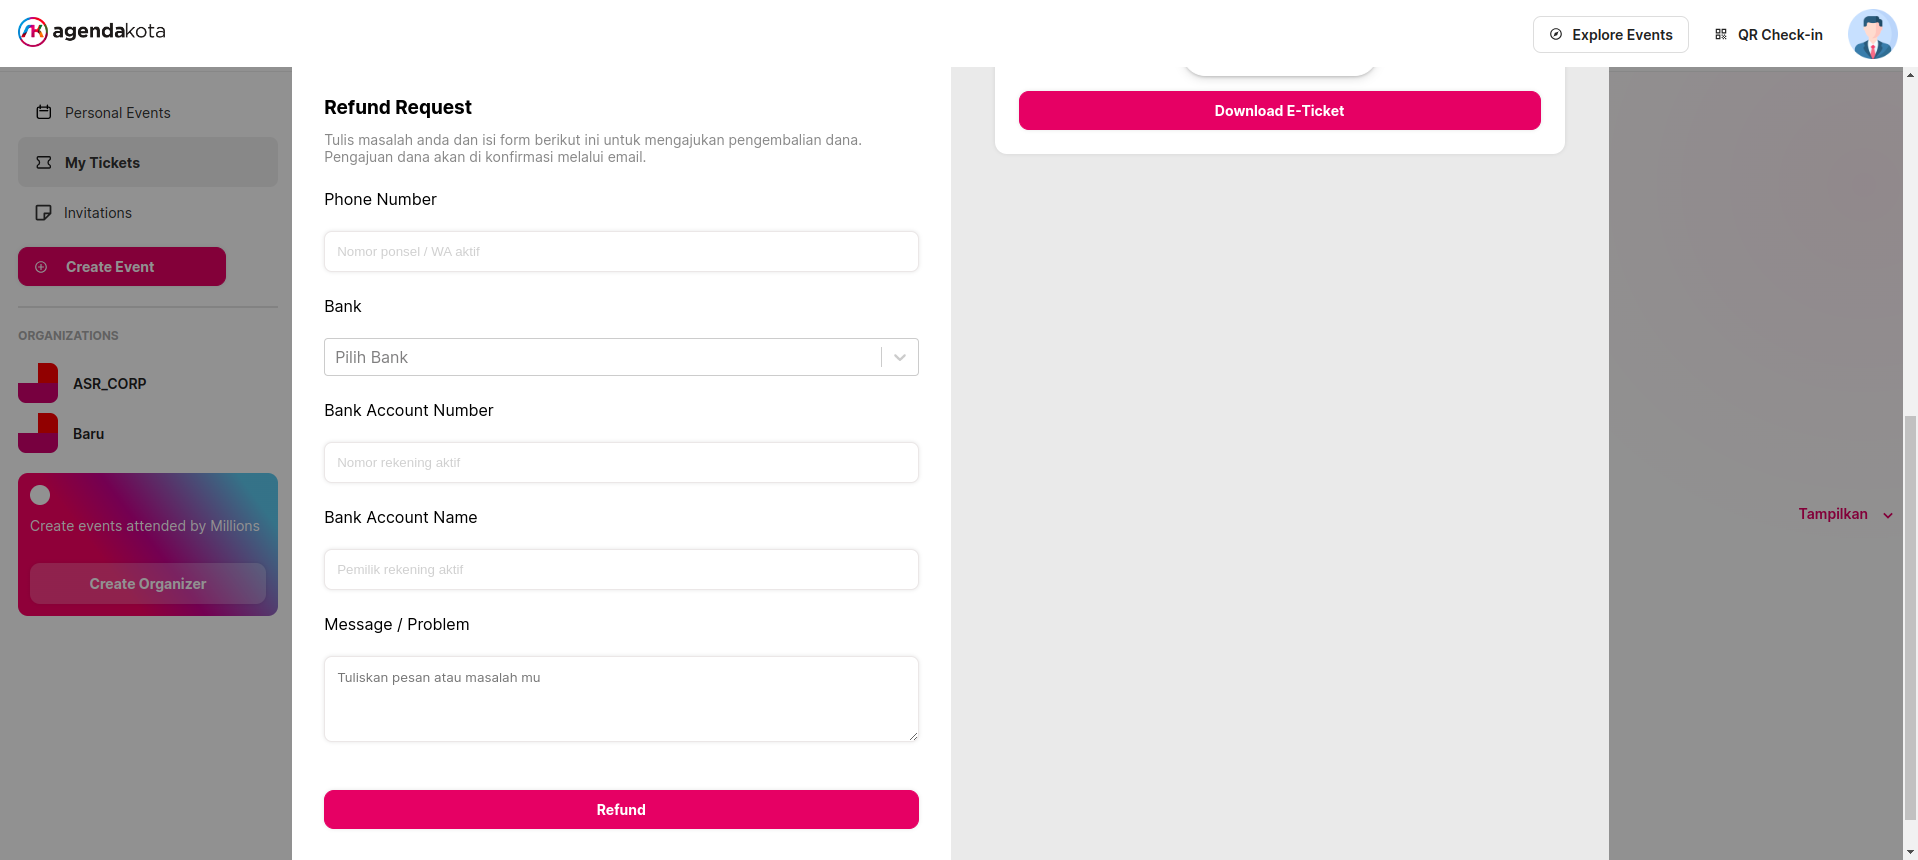 agendakota
Explore Events
QR Check-in
Personal Events
My Tickets
Invitations
Create Event
ORGANIZATIONS
ASR_CORP
Baru
Create events attended by Millions
Create Organizer
Refund Request
Tulis masalah anda dan isi form berikut ini untuk mengajukan pengembalian dana.
Pengajuan dana akan di konfirmasi melalui email.
Phone Number
Nomor ponsel / WA aktif
Bank
Pilih Bank
Bank Account Number
Nomor rekening aktif
Bank Account Name
Pemilik rekening aktif
Message / Problem
Tuliskan pesan atau masalah mu
Refund
Download E-Ticket
Tampilkan